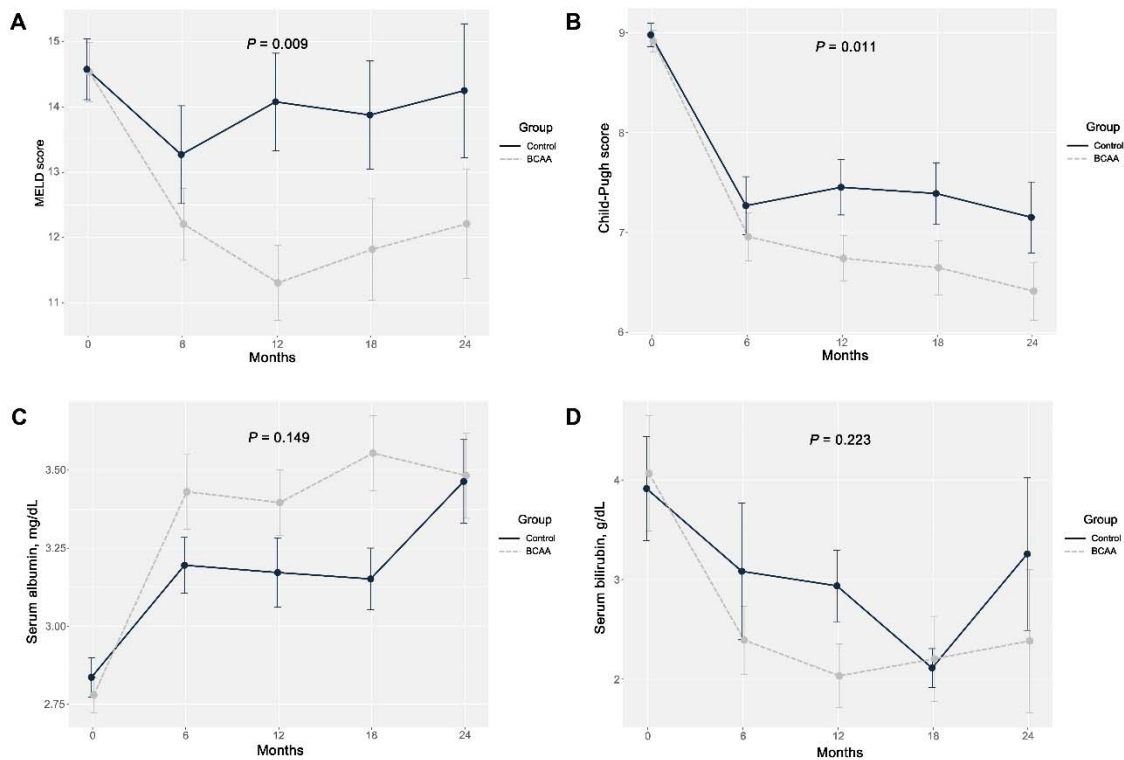 A
P = 0.009
15
14
13
12
11
MELD score
0
6
12
18
24
Months
Group
Control
BCAA
B
P = 0.011
9
8
7
6
Child-Pugh score
0
6
12
18
24
Months
Group
Control
BCAA
C
P = 0.149
3.50
3.25
3.00
2.75
Serum albumin, mg/dL
0
6
12
18
24
Months
Group
Control
BCAA
D
P = 0.223
4
3
2
Serum bilirubin, g/dL
0
6
12
18
24
Months
Group
Control
BCAA